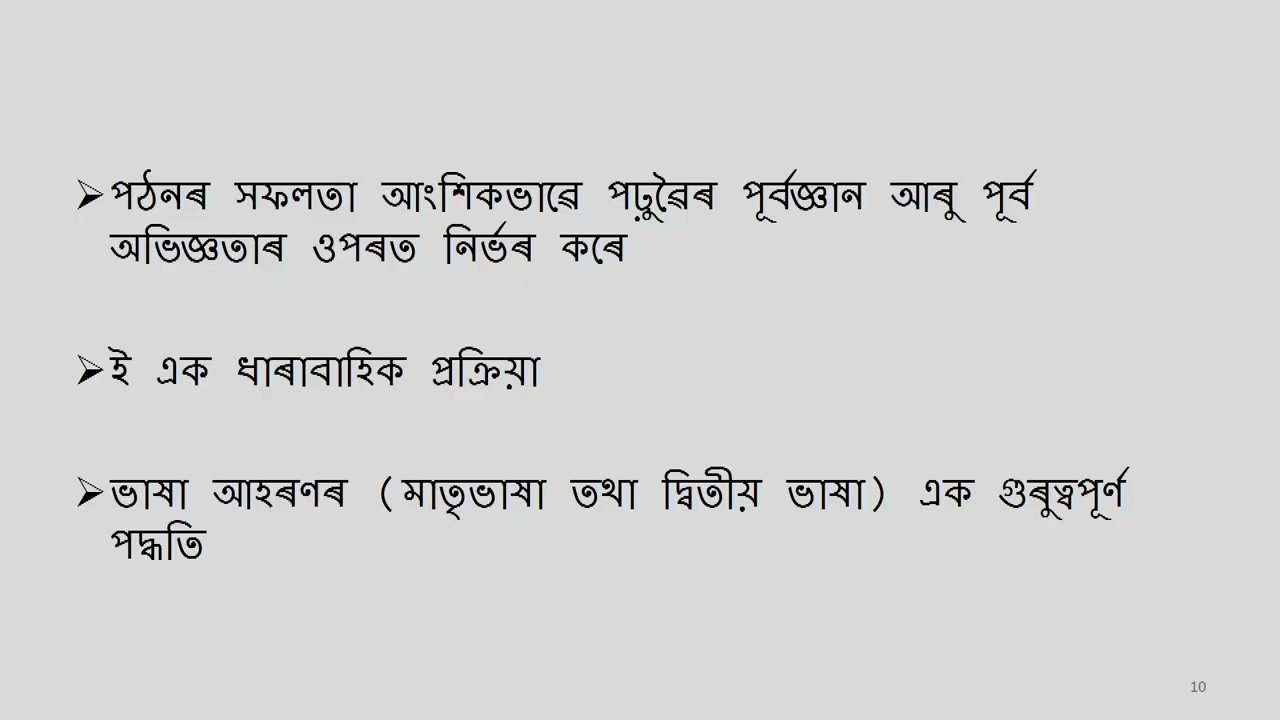 ➢পঠনৰ সফলতা আংশিকভাৱে পঢ়ুৱৈৰ পূৰ্বজ্ঞান আৰু পূৰ্ব
অভিজ্ঞতাৰ ওপৰত নিৰ্ভৰ কৰে
➢ই এক ধাৰাবাহিক প্ৰক্ৰিয়া
➢ভাষা আহৰণৰ (মাতৃভাষা তথা দ্বিতীয় ভাষা) এক গুৰুত্বপূৰ্ণ
পদ্ধতি
10